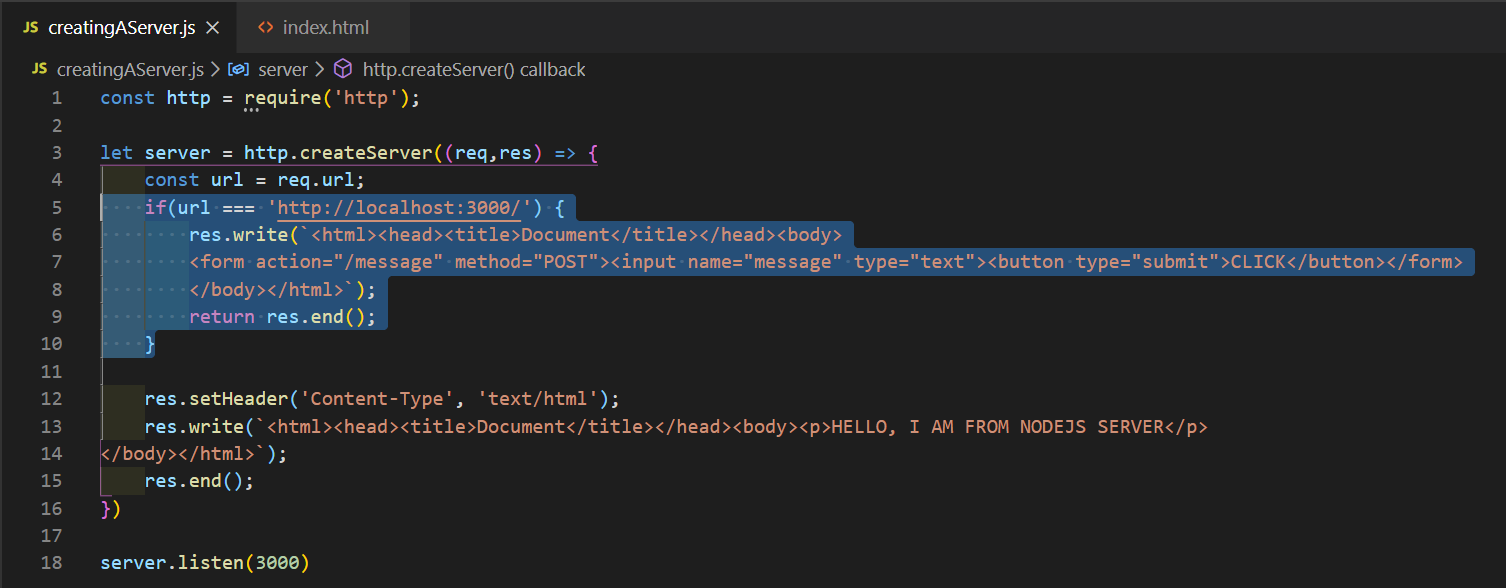 JS creatingAServer.js × <> index.html
JS creatingAServer.js > server > http.createServer() callback
1 const http = require('http');
2
3 let server = http.createServer((req,res) => {
4 const url = req.url;
5 if(url === 'http://localhost:3000/') {
6 res.write(`<html><head><title>Document</title></head><body>
7 <form action="/message" method="POST"><input name="message" type="text"><button type="submit">CLICK</button></form>
8 </body></html>`);
9 return res.end();
10 }
11
12 res.setHeader('Content-Type', 'text/html');
13 res.write(`<html><head><title>Document</title></head><body><p>HELLO, I AM FROM NODEJS SERVER</p>
14 </body></html>`);
15 res.end();
16 })
17
18 server.listen(3000)